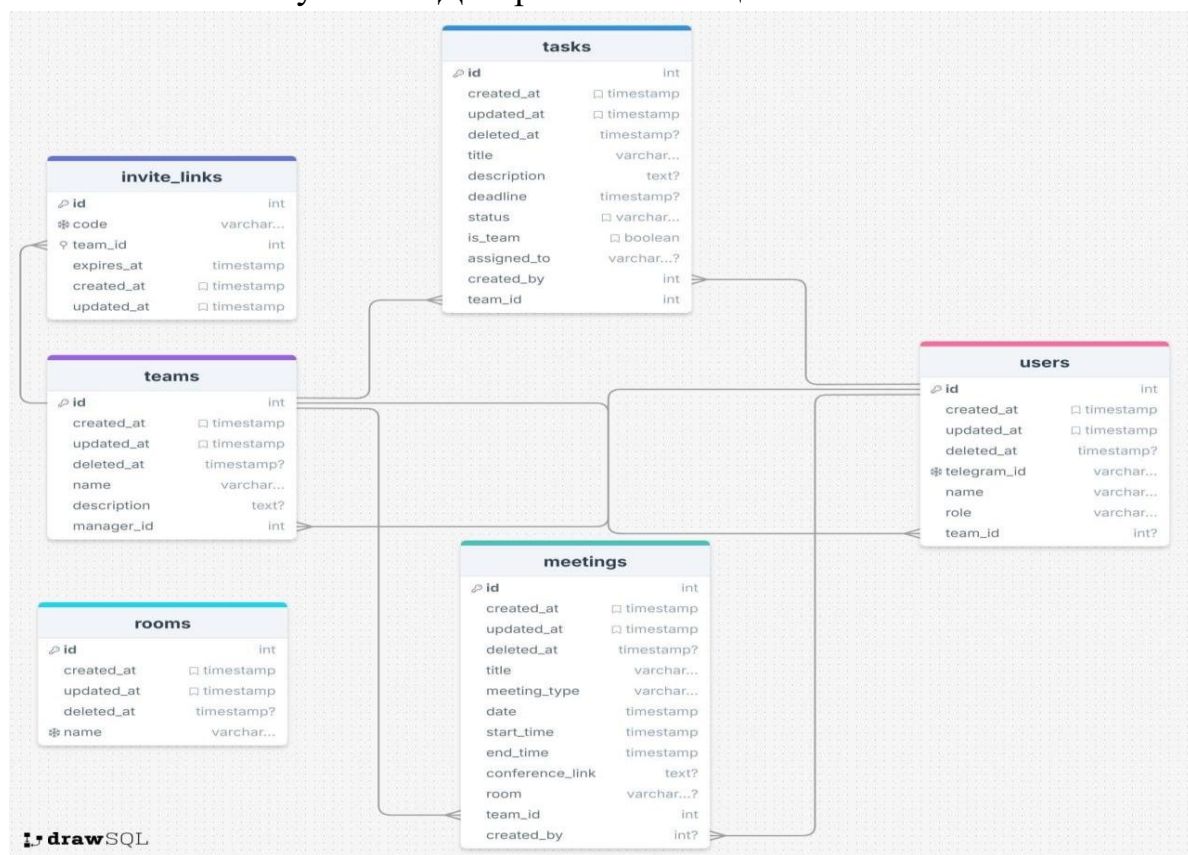 tasks
id int
created_at timestamp
updated_at timestamp
deleted_at timestamp?
title varchar...
description text?
deadline timestamp?
status varchar...
is_team boolean
assigned_to varchar...?
created_by int
team_id int
invite_links
id int
code varchar...
team_id int
expires_at timestamp
created_at timestamp
updated_at timestamp
teams
id int
created_at timestamp
updated_at timestamp
deleted_at timestamp?
name varchar...
description text?
manager_id int
users
id int
created_at timestamp
updated_at timestamp
deleted_at timestamp?
telegram_id varchar...
name varchar...
role varchar...
team_id int?
meetings
id int
created_at timestamp
updated_at timestamp
deleted_at timestamp?
title varchar...
meeting_type varchar...
date timestamp
start_time timestamp
end_time timestamp
conference_link text?
room varchar...?
team_id int
created_by int?
rooms
id int
created_at timestamp
updated_at timestamp
deleted_at timestamp?
name varchar...
drawSQL